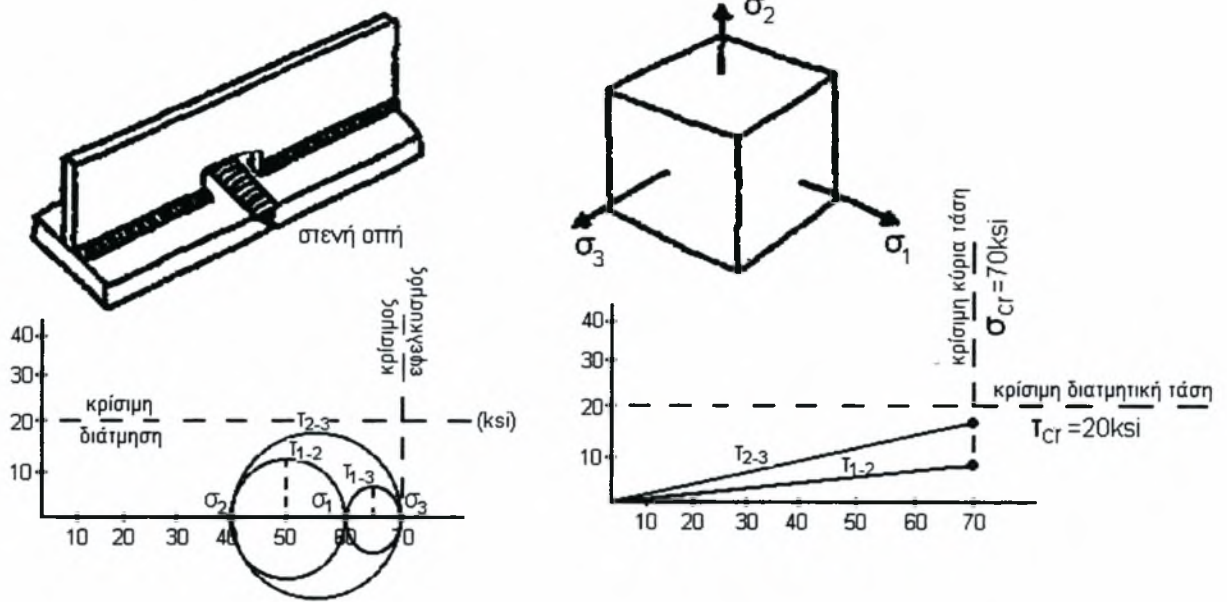 στενή οπή
σ2
σ3
σ1
κρίσιμος
εφελκυσμός
40
30
20
10
κρίσιμη
διάτμηση
(ksi)
τ2-3
τ1-2
τ1-3
σ2
σ1
σ3
10 20 30 40 50 60 70
κρίσιμη κύρια τάση
σcr=70ksi
40
30
20
10
κρίσιμη διατμητική τάση
τcr=20ksi
τ2-3
τ1-2
10 20 30 40 50 60 70